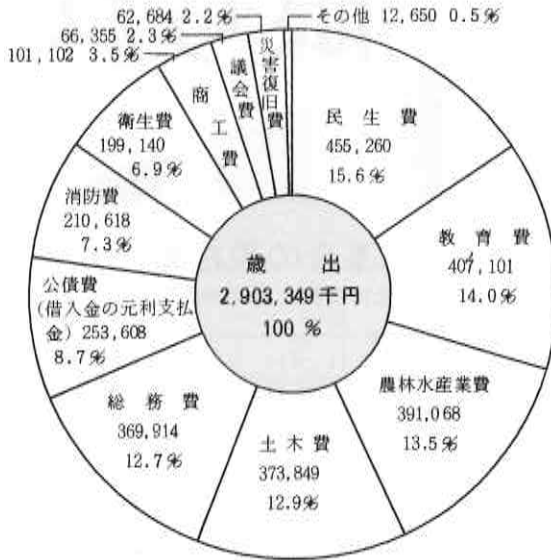 62,684 2.2%
その他 12,650 0.5%
66,355 2.3%
101,102 3.5%
災害復旧費
議会費
商工費
民生費
455,260
15.6%
衛生費
199,140
6.9%
消防費
210,618
7.3%
教育費
407,101
14.0%
歳出
2,903,349千円
100%
公債費
(借入金の元利支払
金) 253,608
8.7%
農林水産業費
391,068
13.5%
総務費
369,914
12.7%
土木費
373,849
12.9%